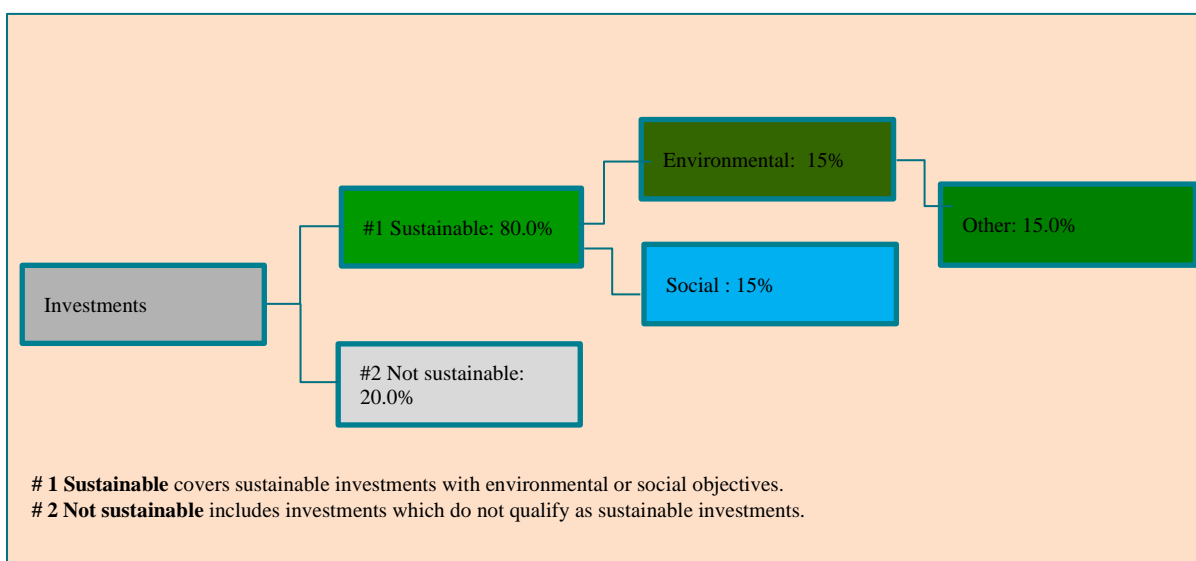 Environmental:  15%
Other: 15.0%
#1 Sustainable: 80.0%
Social : 15%
Investments
#2 Not sustainable:
20.0%
# 1 Sustainable covers sustainable investments with environmental or social objectives.
# 2 Not sustainable includes investments which do not qualify as sustainable investments.